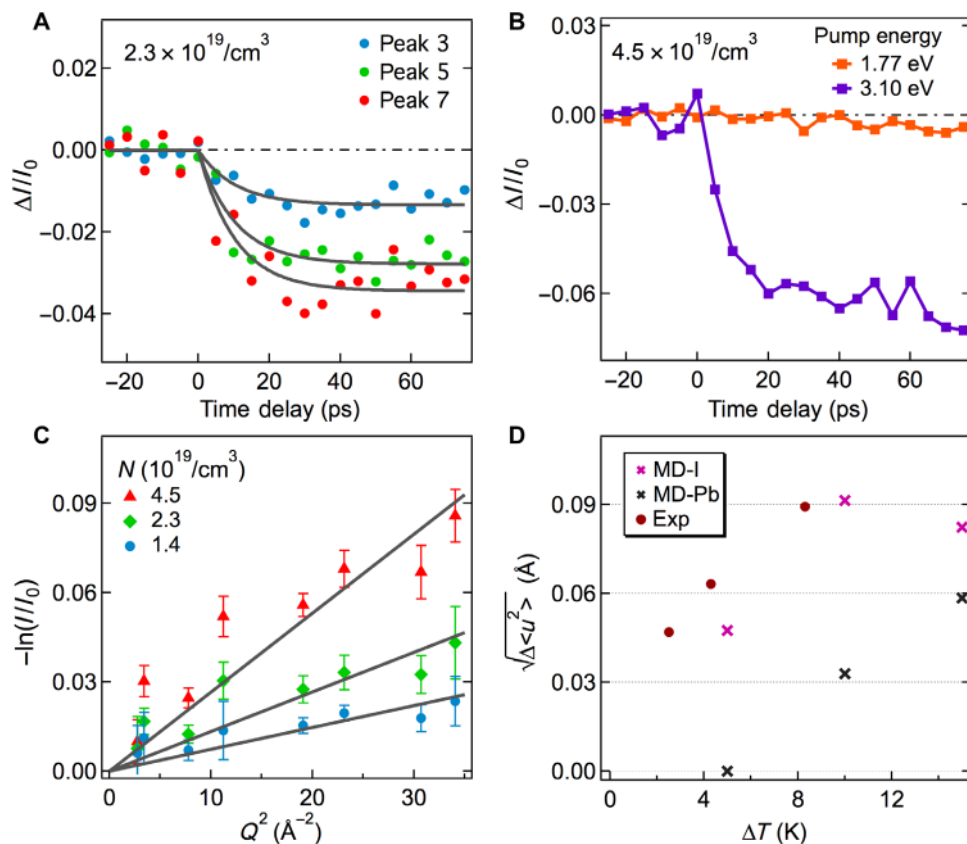 A
2.3 × 10^19/cm^3
Peak 3
Peak 5
Peak 7
0.02
0.00
−0.02
−0.04
ΔI/I0
−20
0
20
40
60
Time delay (ps)
B
4.5 × 10^19/cm^3
Pump energy
1.77 eV
3.10 eV
0.03
0.00
−0.03
−0.06
ΔI/I0
−20
0
20
40
60
Time delay (ps)
C
N (10^19/cm^3)
4.5
2.3
1.4
0.09
0.06
0.03
0.00
−ln(I/I0)
0
10
20
30
Q^2 (Å^−2)
D
MD-I
MD-Pb
Exp
0.09
0.06
0.03
0.00
√Δ<u^2> (Å)
0
4
8
12
ΔT (K)